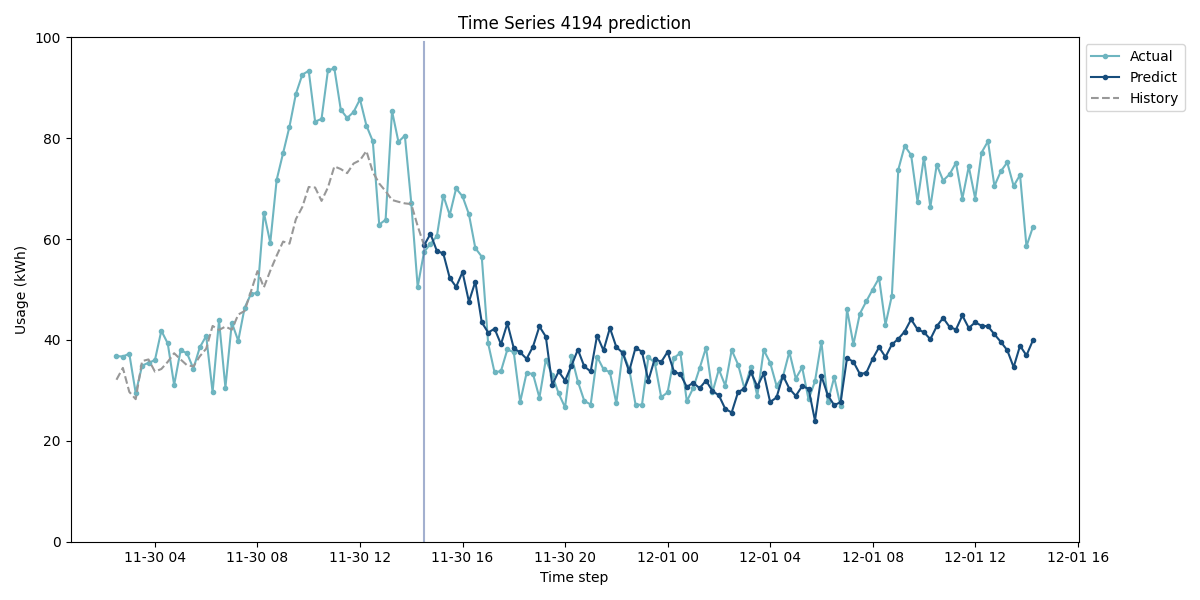 Time Series 4194 prediction
100
80
60
40
20
0
Usage (kWh)
11-30 04
11-30 08
11-30 12
11-30 16
11-30 20
12-01 00
12-01 04
12-01 08
12-01 12
12-01 16
Time step
Actual
Predict
History